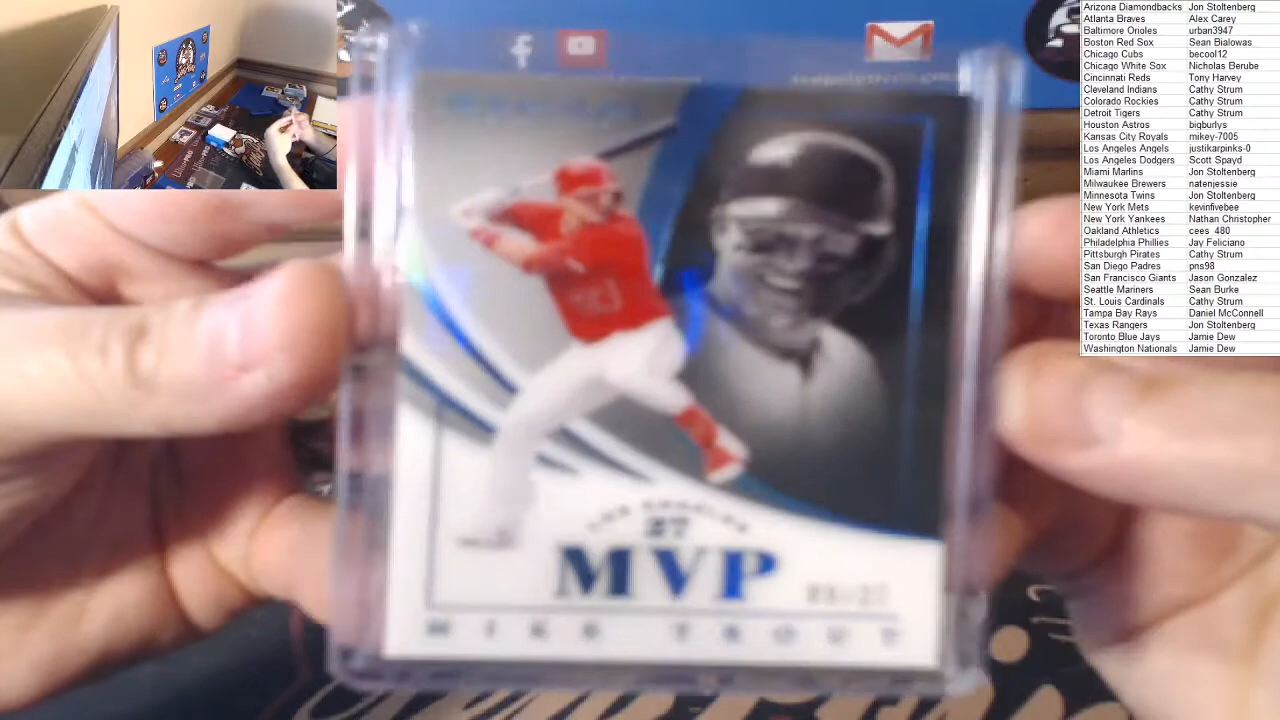 Arizona Diamondbacks Jon Stoltenberg
Atlanta Braves Alex Carey
Baltimore Orioles urban3947
Boston Red Sox Sean Bialowas
Chicago Cubs becool12
Chicago White Sox Nicholas Berube
Cincinnati Reds Tony Harvey
Cleveland Indians Cathy Strum
Colorado Rockies Cathy Strum
Detroit Tigers Cathy Strum
Houston Astros bigburlys
Kansas City Royals mikey-7005
Los Angeles Angels justikarpinks-0
Los Angeles Dodgers Scott Spayd
Miami Marlins Jon Stoltenberg
Milwaukee Brewers natenjessie
Minnesota Twins Jon Stoltenberg
New York Mets kevinfivebee
New York Yankees Nathan Christopher
Oakland Athletics cees_480
Philadelphia Phillies Jay Feliciano
Pittsburgh Pirates Cathy Strum
San Diego Padres pns98
San Francisco Giants Jason Gonzalez
Seattle Mariners Sean Burke
St. Louis Cardinals Cathy Strum
Tampa Bay Rays Daniel McConnell
Texas Rangers Jon Stoltenberg
Toronto Blue Jays Jamie Dew
Washington Nationals Jamie Dew
LOS ANGELES
27
MVP
MIKE TROUT